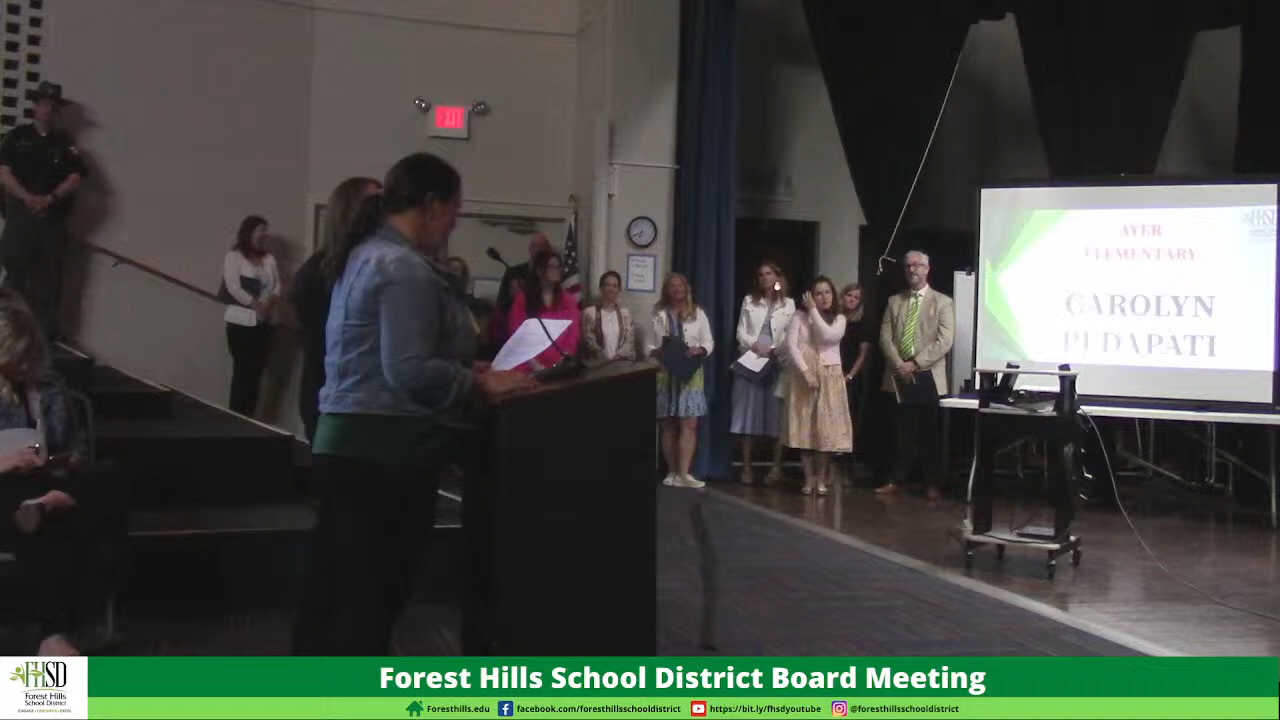 AYER
ELEMENTARY
CAROLYN
PUDAPATI
FHSD
Forest Hills
School District
Forest Hills School District Board Meeting
Foresthills.edu
facebook.com/foresthillsschooldistrict
https://bit.ly/fhsdyoutube
@foresthillsschooldistrict